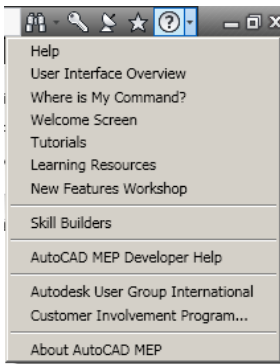 Help
User Interface Overview
Where is My Command?
Welcome Screen
Tutorials
Learning Resources
New Features Workshop
Skill Builders
AutoCAD MEP Developer Help
Autodesk User Group International
Customer Involvement Program...
About AutoCAD MEP